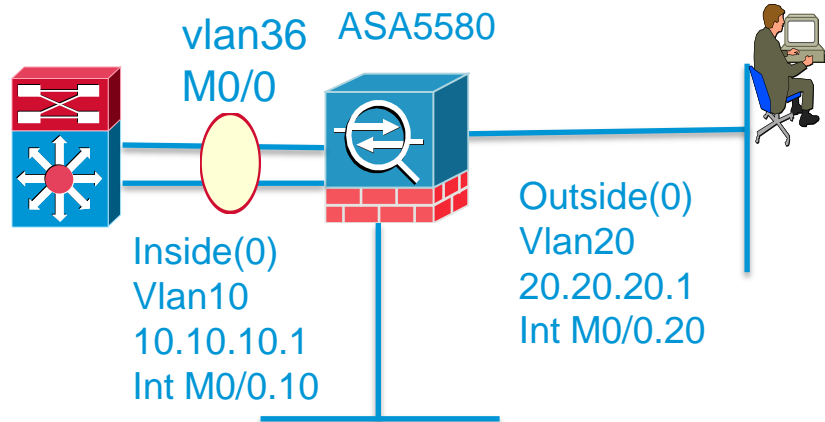 vlan36
M0/0
ASA5580
Inside(0)
Vlan10
10.10.10.1
Int M0/0.10
Outside(0)
Vlan20
20.20.20.1
Int M0/0.20